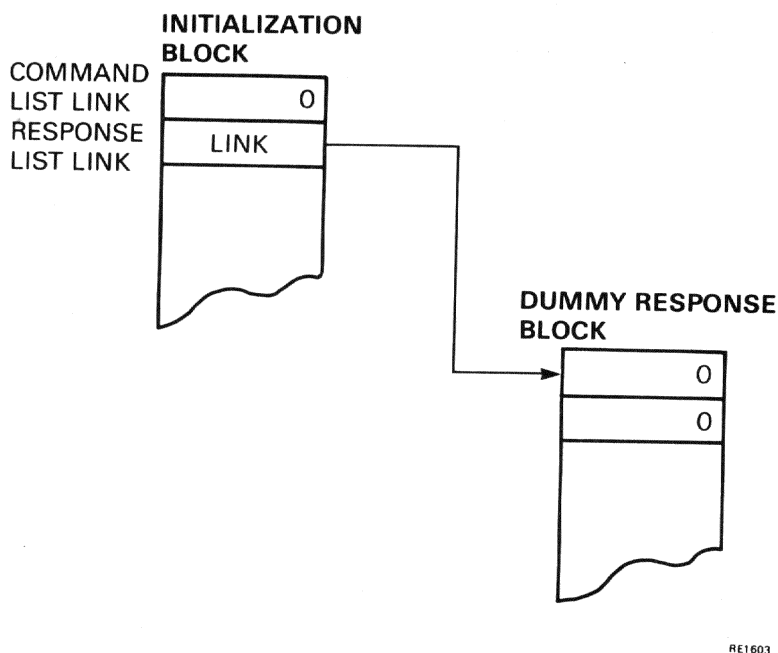 INITIALIZATION
BLOCK
COMMAND
LIST LINK
0
RESPONSE
LIST LINK
LINK
DUMMY RESPONSE
BLOCK
0
0
RE1603